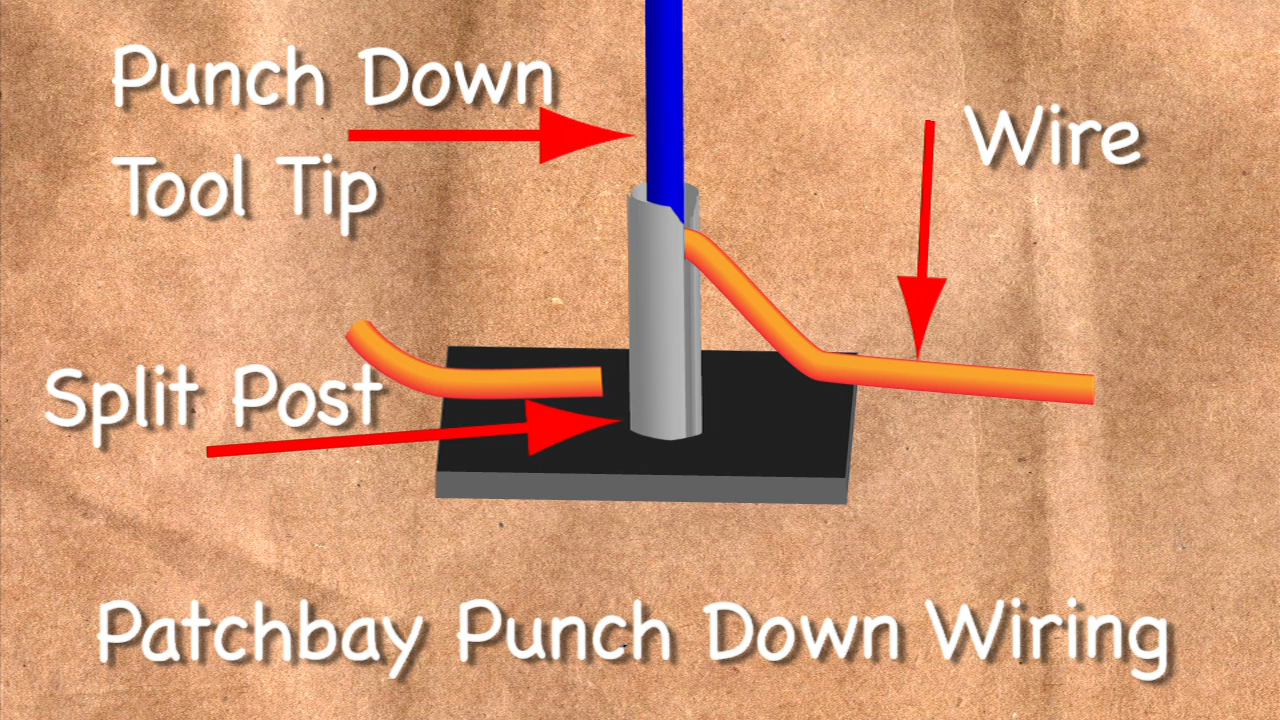 Punch Down
Tool Tip
Wire
Split Post
Patchbay Punch Down Wiring